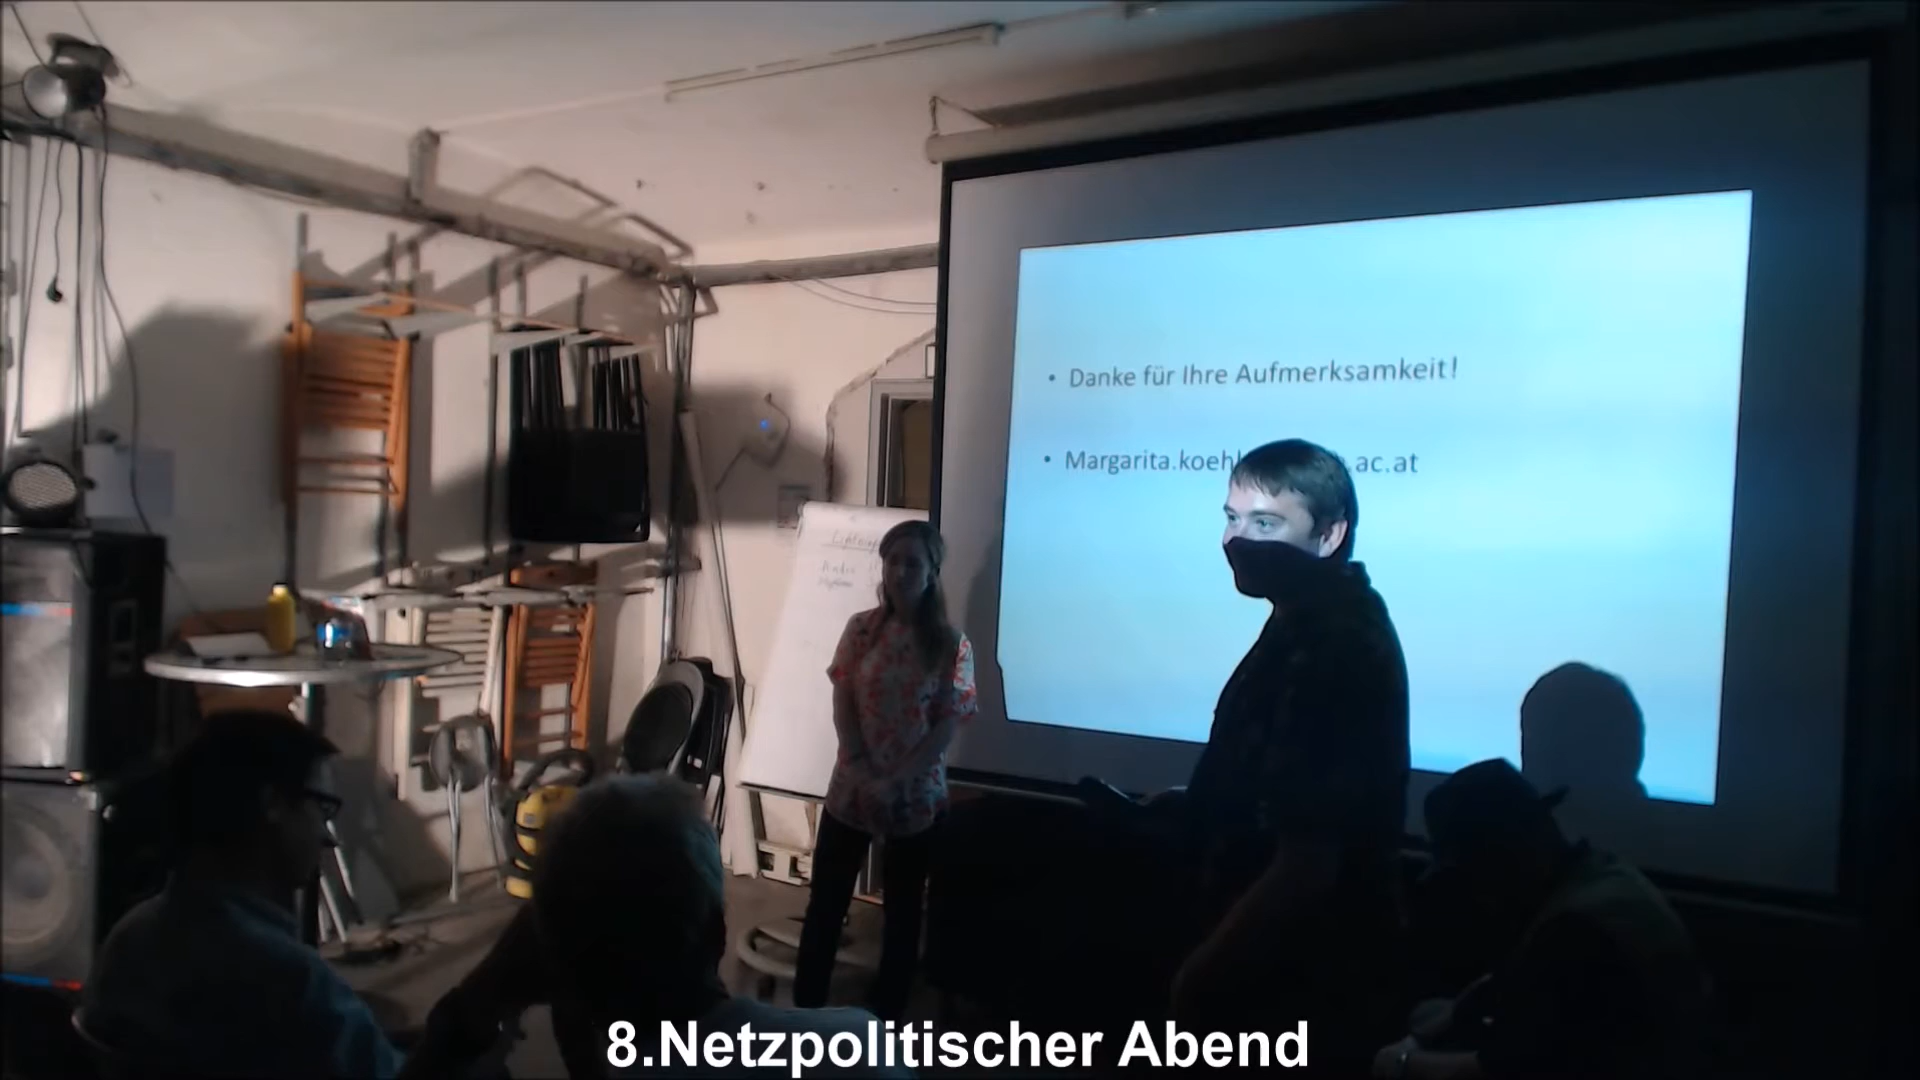 • Danke für Ihre Aufmerksamkeit!
• Margarita.koehl .ac.at
8.Netzpolitischer Abend